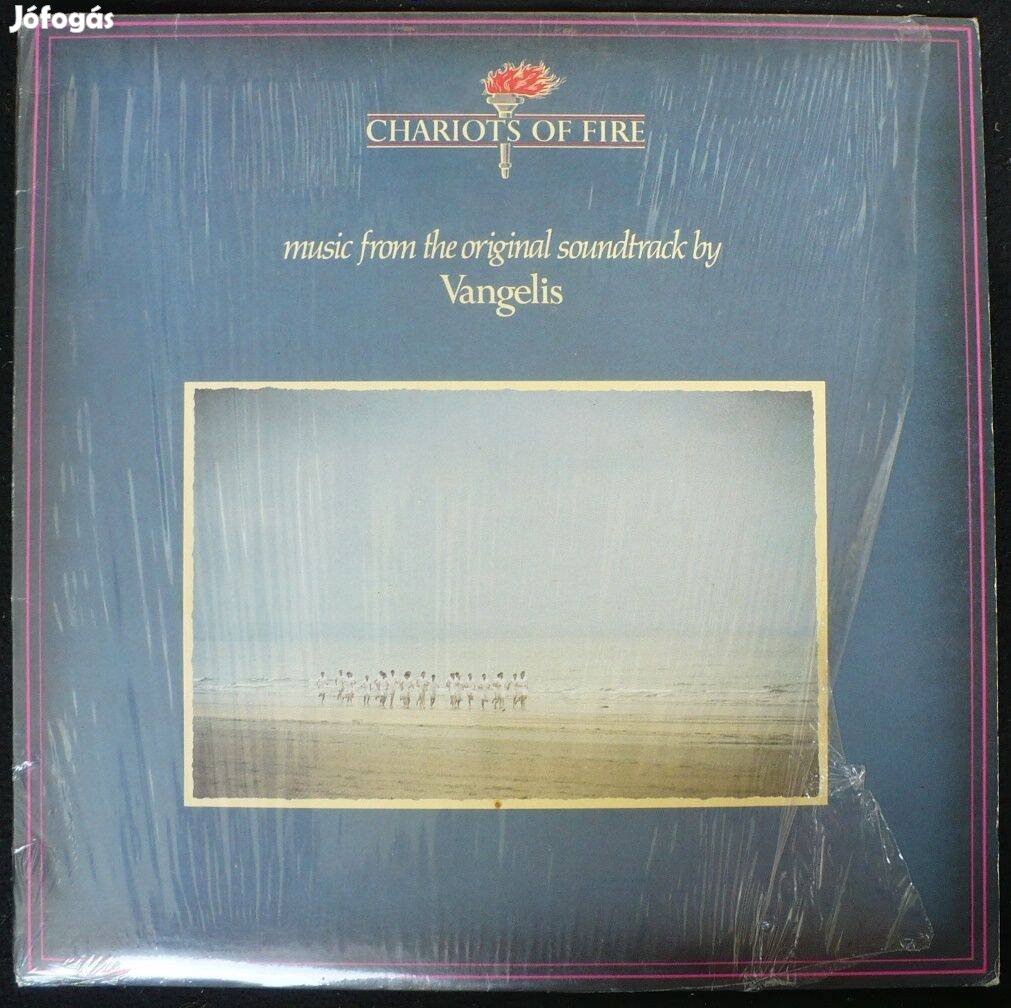 Jófogás
CHARIOTS OF FIRE
music from the original soundtrack by
Vangelis